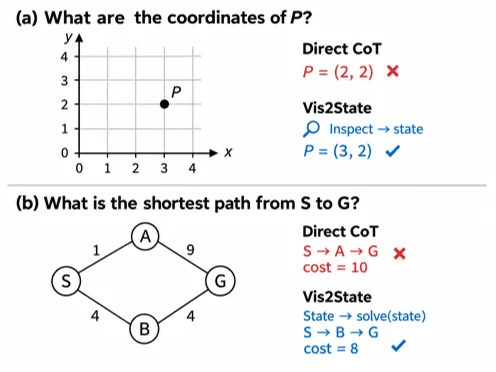 (a) What are the coordinates of P?
y
4
3
2
1
0
P
0 1 2 3 4
x
Direct CoT
P = (2, 2) ✕
Vis2State
Inspect → state
P = (3, 2) ✓
(b) What is the shortest path from S to G?
A
1
9
S
G
4
4
B
Direct CoT
S → A → G ✕
cost = 10
Vis2State
State → solve(state)
S → B → G
cost = 8 ✓